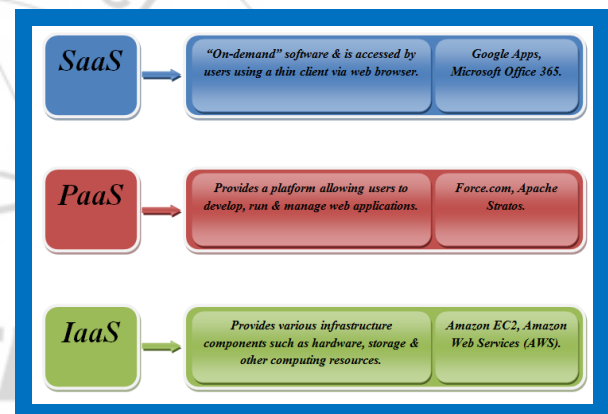 SaaS
“On-demand” software & is accessed by
users using a thin client via web browser.
Google Apps,
Microsoft Office 365.
PaaS
Provides a platform allowing users to
develop, run & manage web applications.
Force.com, Apache
Stratos.
IaaS
Provides various infrastructure
components such as hardware, storage &
other computing resources.
Amazon EC2, Amazon
Web Services (AWS).